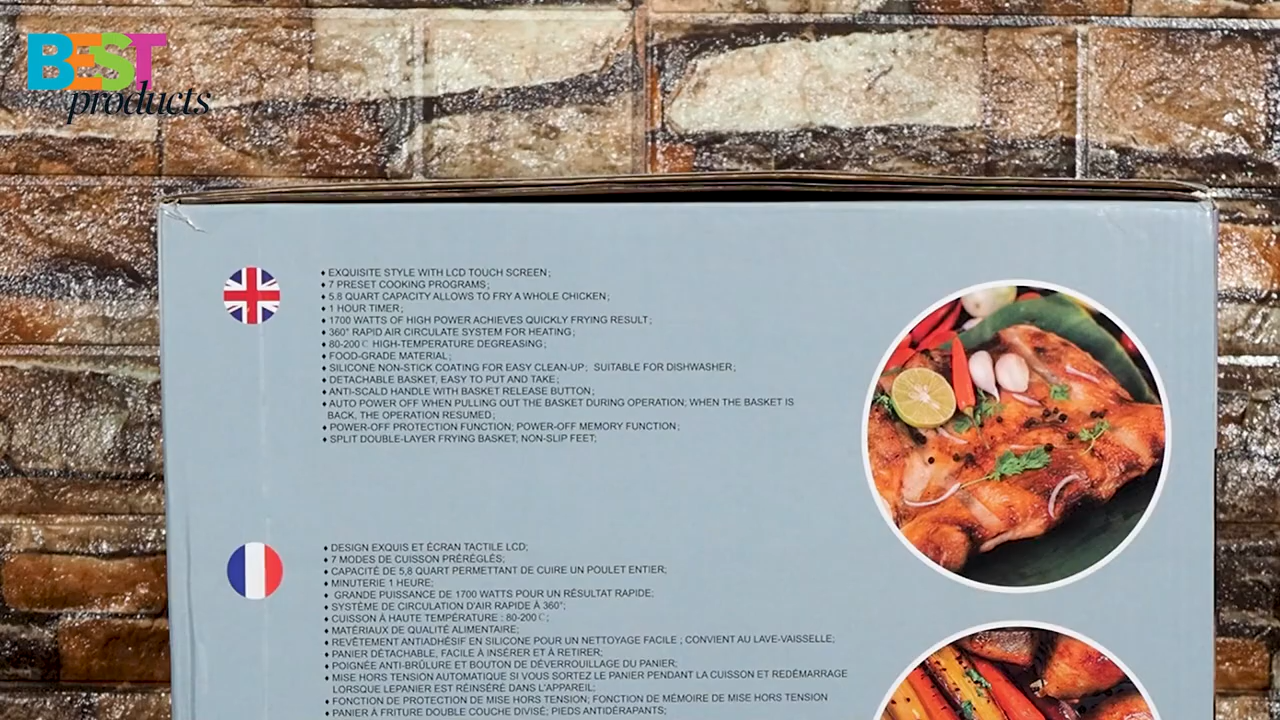 BEST
products
♦ EXQUISITE STYLE WITH LCD TOUCH SCREEN;
♦ 7 PRESET COOKING PROGRAMS;
♦ 5.8 QUART CAPACITY ALLOWS TO FRY A WHOLE CHICKEN;
♦ 1 HOUR TIMER;
♦ 1700 WATTS OF HIGH POWER ACHIEVES QUICKLY FRYING RESULT;
♦ 360° RAPID AIR CIRCULATE SYSTEM FOR HEATING;
♦ 80-200℃ HIGH-TEMPERATURE DEGREASING;
♦ FOOD-GRADE MATERIAL;
♦ SILICONE NON-STICK COATING FOR EASY CLEAN-UP; SUITABLE FOR DISHWASHER;
♦ DETACHABLE BASKET, EASY TO PUT AND TAKE;
♦ ANTI-SCALD HANDLE WITH BASKET RELEASE BUTTON;
♦ AUTO POWER OFF WHEN PULLING OUT THE BASKET DURING OPERATION; WHEN THE BASKET IS
BACK, THE OPERATION RESUMED;
♦ POWER-OFF PROTECTION FUNCTION; POWER-OFF MEMORY FUNCTION;
♦ SPLIT DOUBLE-LAYER FRYING BASKET; NON-SLIP FEET;
♦ DESIGN EXQUIS ET ÉCRAN TACTILE LCD;
♦ 7 MODES DE CUISSON PRÉRÉGLÉS;
♦ CAPACITÉ DE 5,8 QUART PERMETTANT DE CUIRE UN POULET ENTIER;
♦ MINUTERIE 1 HEURE;
♦ GRANDE PUISSANCE DE 1700 WATTS POUR UN RÉSULTAT RAPIDE;
♦ SYSTÈME DE CIRCULATION D'AIR RAPIDE À 360°;
♦ CUISSON À HAUTE TEMPÉRATURE : 80-200℃;
♦ MATÉRIAUX DE QUALITÉ ALIMENTAIRE;
♦ REVÊTEMENT ANTIADHÉSIF EN SILICONE POUR UN NETTOYAGE FACILE ; CONVIENT AU LAVE-VAISSELLE;
♦ PANIER DÉTACHABLE, FACILE À INSÉRER ET À RETIRER;
♦ POIGNÉE ANTI-BRÛLURE ET BOUTON DE DÉVERROUILLAGE DU PANIER;
♦ MISE HORS TENSION AUTOMATIQUE SI VOUS SORTEZ LE PANIER PENDANT LA CUISSON ET REDÉMARRAGE
LORSQUE LEPANIER EST RÉINSÉRÉ DANS L'APPAREIL;
♦ FONCTION DE PROTECTION DE MISE HORS TENSION; FONCTION DE MÉMOIRE DE MISE HORS TENSION
♦ PANIER À FRITURE DOUBLE COUCHE DIVISÉ; PIEDS ANTIDÉRAPANTS;